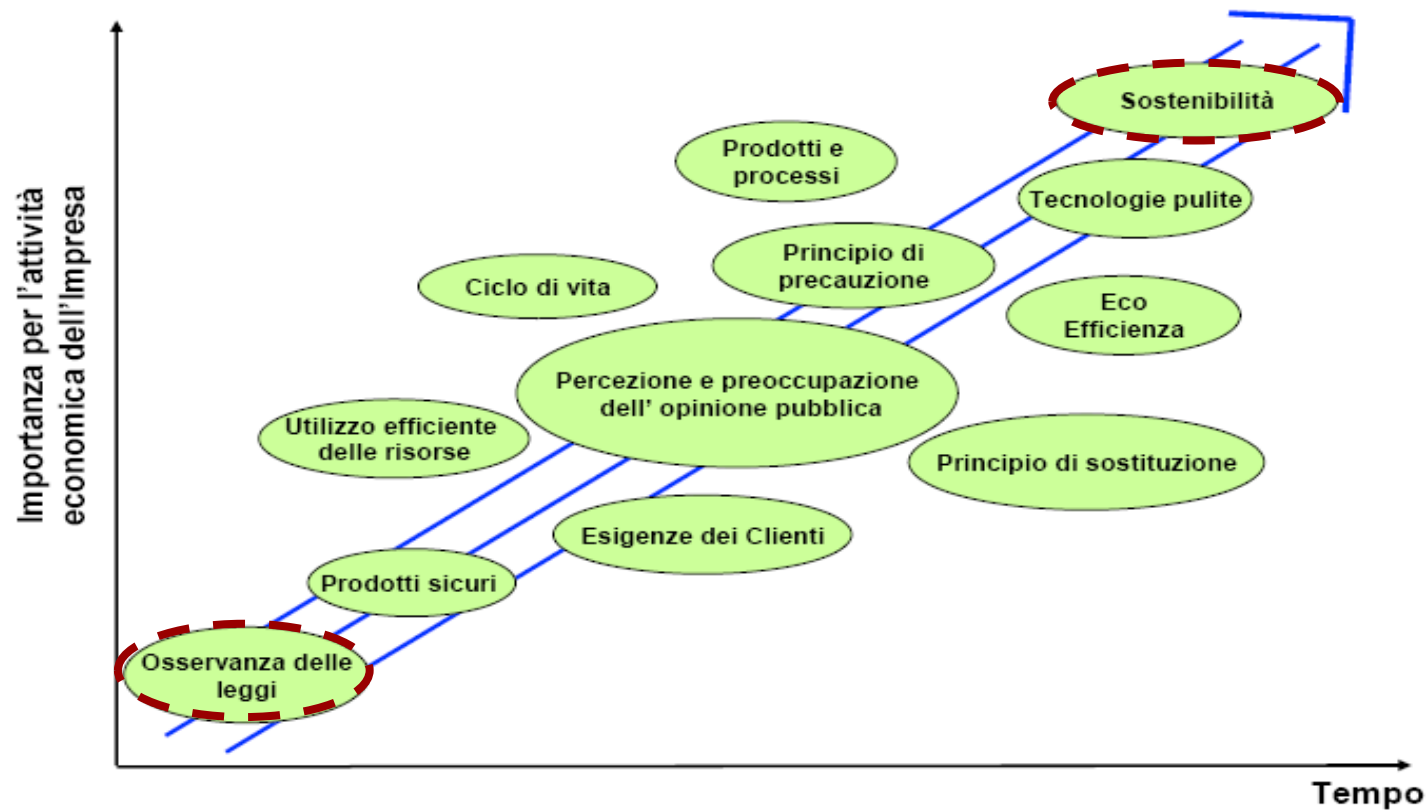 Importanza per l'attività
economica dell'Impresa
Sostenibilità
Prodotti e
processi
Tecnologie pulite
Principio di
precauzione
Ciclo di vita
Eco
Efficienza
Percezione e preoccupazione
dell' opinione pubblica
Utilizzo efficiente
delle risorse
Principio di sostituzione
Esigenze dei Clienti
Prodotti sicuri
Osservanza delle
leggi
Tempo